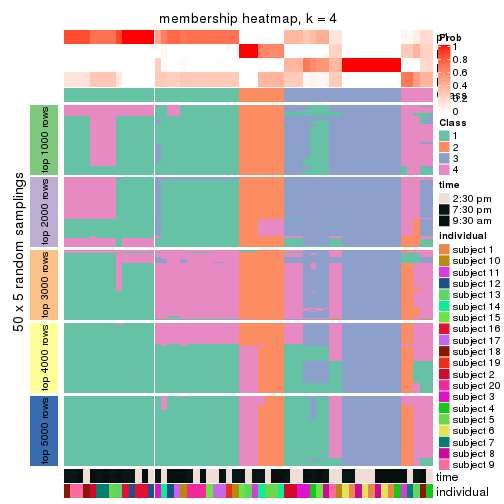 membership heatmap, k = 4
50 x 5 random samplings
top 1000 rows
top 2000 rows
top 3000 rows
top 4000 rows
top 5000 rows
Prob
1
0.8
0.6
0.4
0.2
0
Class
1
2
3
4
time
2:30 pm
7:30 pm
9:30 am
individual
subject 1
subject 10
subject 11
subject 12
subject 13
subject 14
subject 15
subject 16
subject 17
subject 18
subject 19
subject 2
subject 20
subject 3
subject 4
subject 5
subject 6
subject 7
subject 8
subject 9
time
individual